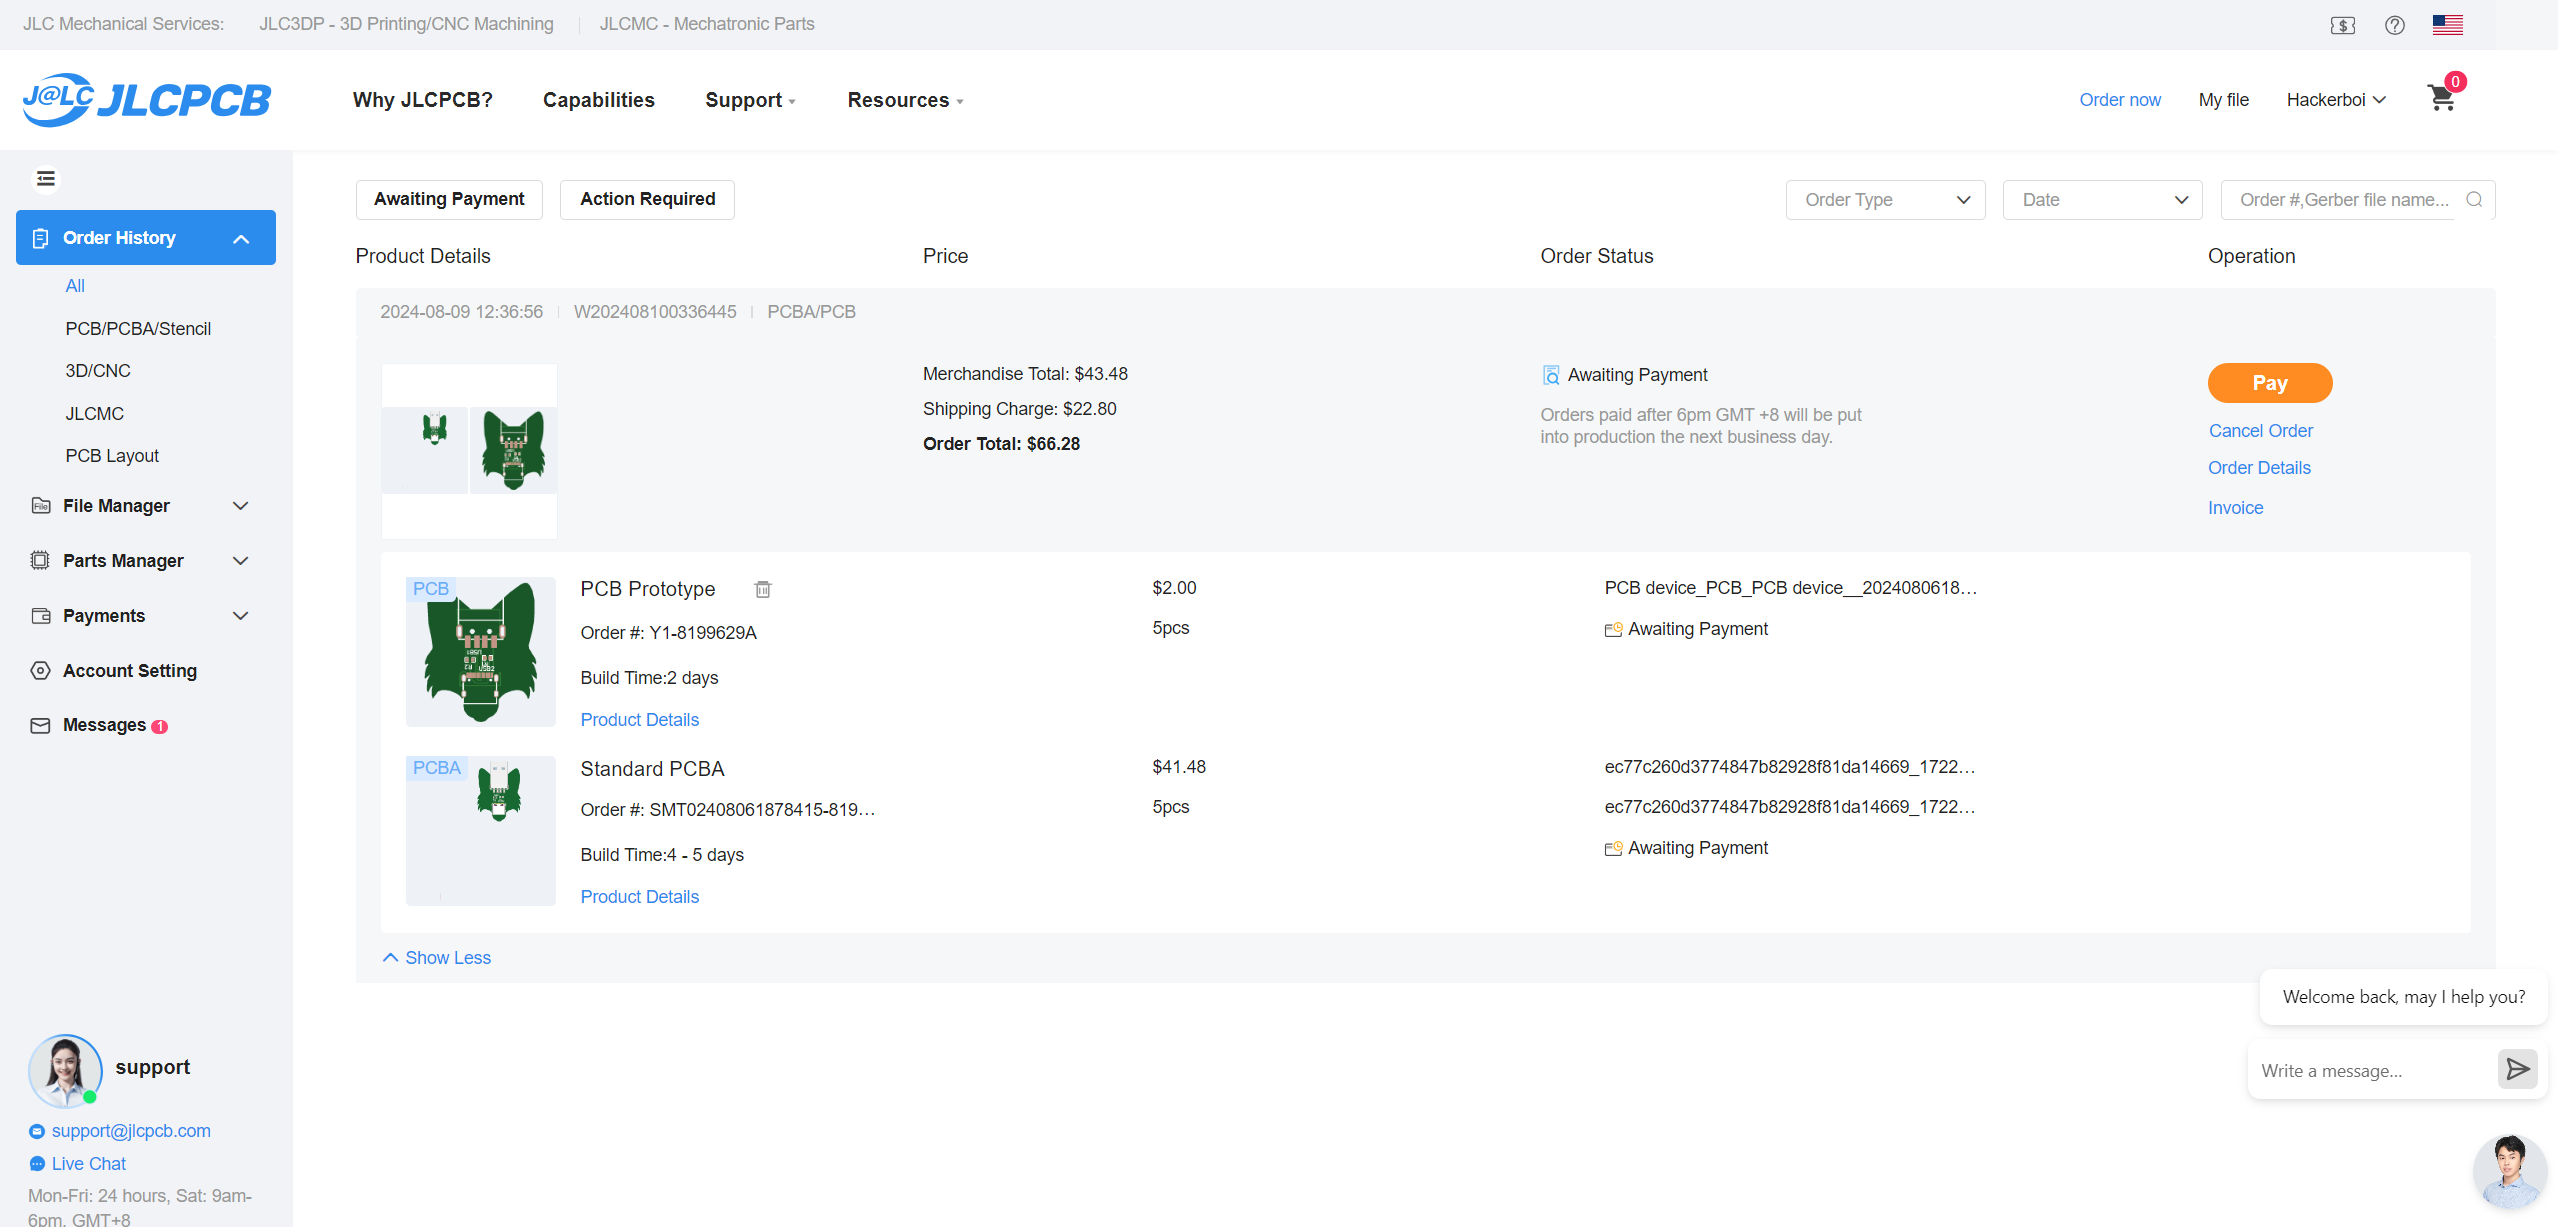 JLC Mechanical Services: JLC3DP - 3D Printing/CNC Machining JLCMC - Mechatronic Parts
J@LC JLCPCB Why JLCPCB? Capabilities Support Resources Order now My file Hackerboi 0
Order History
All
PCB/PCBA/Stencil
3D/CNC
JLCMC
PCB Layout
File Manager
Parts Manager
Payments
Account Setting
Messages 1
support
support@jlcpcb.com
Live Chat
Mon-Fri: 24 hours, Sat: 9am-
6pm, GMT+8
Awaiting Payment Action Required Order Type Date Order #,Gerber file name...
Product Details Price Order Status Operation
2024-08-09 12:36:56 W202408100336445 PCBA/PCB
Merchandise Total: $43.48
Shipping Charge: $22.80
Order Total: $66.28
Awaiting Payment
Orders paid after 6pm GMT +8 will be put
into production the next business day.
Pay
Cancel Order
Order Details
Invoice
PCB
PCB Prototype
Order #: Y1-8199629A
Build Time:2 days
Product Details
$2.00
5pcs
PCB device_PCB_PCB device__2024080618…
Awaiting Payment
PCBA
Standard PCBA
Order #: SMT02408061878415-819…
Build Time:4 - 5 days
Product Details
$41.48
5pcs
ec77c260d3774847b82928f81da14669_1722…
ec77c260d3774847b82928f81da14669_1722…
Awaiting Payment
Show Less
Welcome back, may I help you?
Write a message...